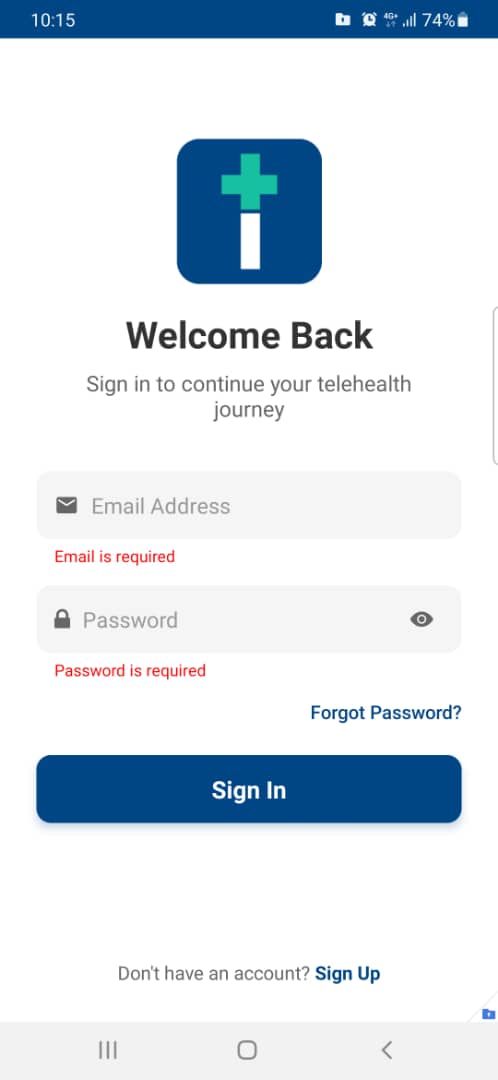 10:15
4G+ 74%
Welcome Back
Sign in to continue your telehealth
journey
Email Address
Email is required
Password
Password is required
Forgot Password?
Sign In
Don't have an account? Sign Up